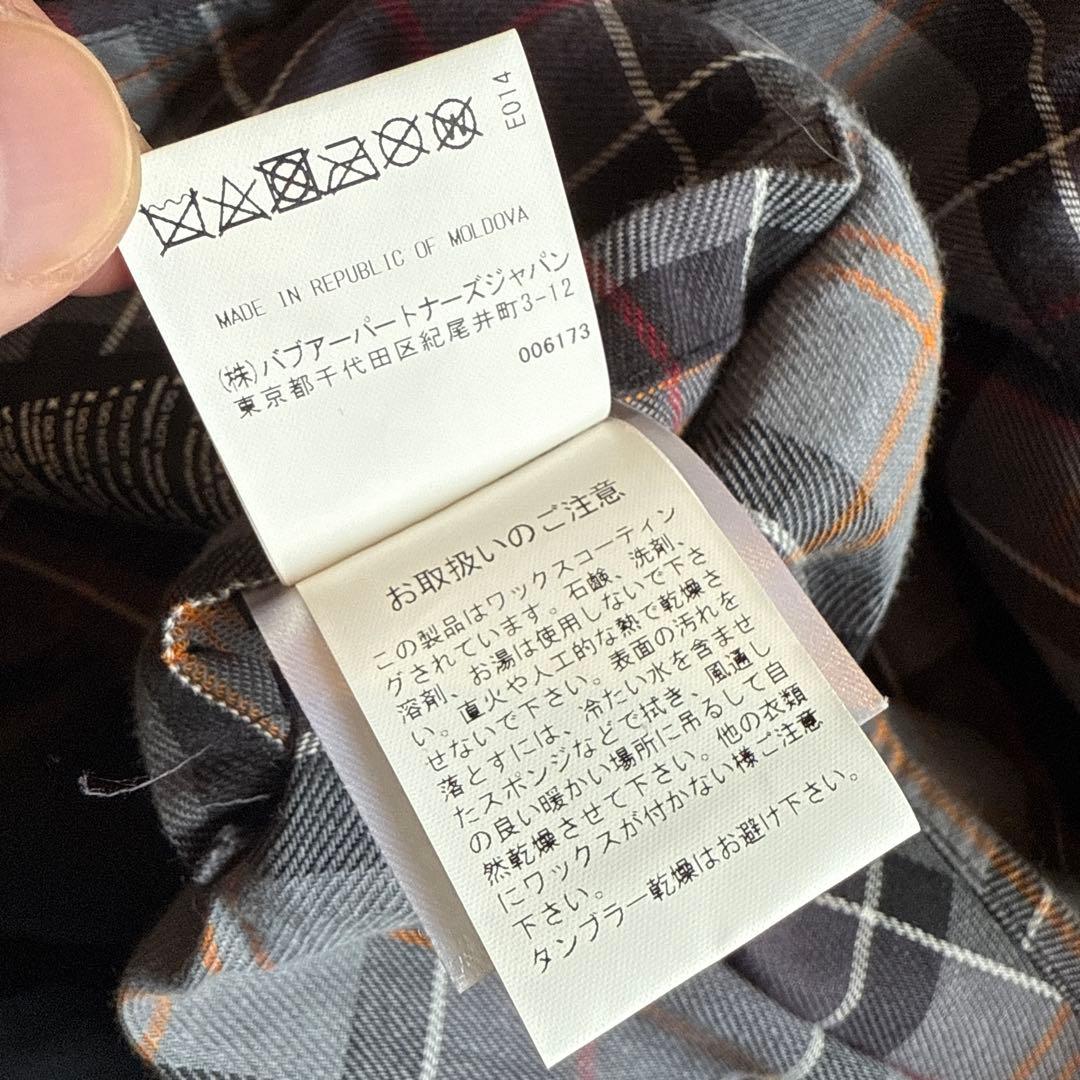 E014
MADE IN REPUBLIC OF MOLDOVA
(株)バブアーパートナーズジャパン
東京都千代田区紀尾井町3-12
006173
お取扱いのご注意
この製品はワックスコーティン
グされています。石鹸、洗剤、
溶剤、お湯は使用しないで下さ
い。直火や人工的な熱で乾燥さ
せないで下さい。表面の汚れを
落とすには、冷たい水を含ませ
たスポンジなどで拭き、風通し
の良い暖かい場所に吊るして自
然乾燥させて下さい。他の衣類
にワックスが付かない様ご注意
下さい。
タンブラー乾燥はお避け下さい。